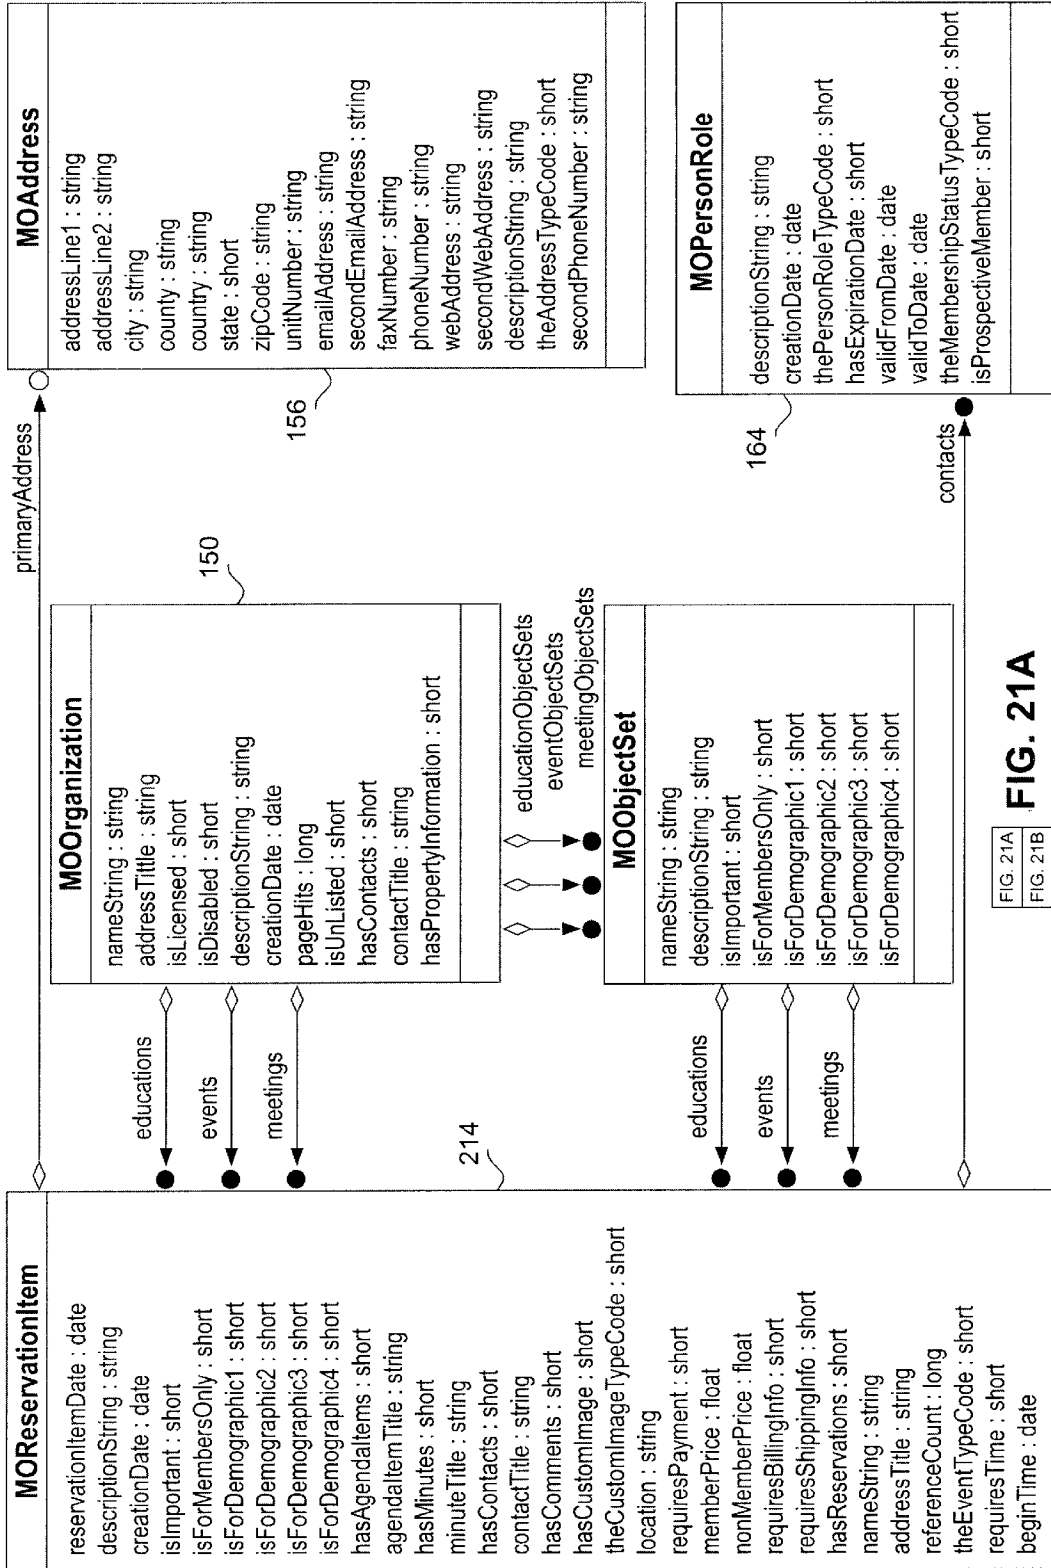 MOReservationItem
reservationItemDate : date
descriptionString : string
creationDate : date
isImportant : short
isForMembersOnly : short
isForDemographic1 : short
isForDemographic2 : short
isForDemographic3 : short
isForDemographic4 : short
hasAgendaItems : short
agendaItemTitle : string
hasMinutes : short
minuteTitle : string
hasContacts : short
contactTitle : string
hasComments : short
hasCustomImage : short
theCustomImageTypeCode : short
location : string
requiresPayment : short
memberPrice : float
nonMemberPrice : float
requiresBillingInfo : short
requiresShippingInfo : short
hasReservations : short
nameString : string
addressTitle : string
referenceCount : long
theEventTypeCode : short
requiresTime : short
beginTime : date
214
educations
events
meetings
educations
events
meetings
primaryAddress
contacts
MOOrganization
nameString : string
addressTittle : string
isLicensed : short
isDisabled : short
descriptionString : string
creationDate : date
pageHits : long
isUnListed : short
hasContacts : short
contactTitle : string
hasPropertyInformation : short
150
educationObjectSets
eventObjectSets
meetingObjectSets
MOObjectSet
nameString : string
descriptionString : string
isImportant : short
isForMembersOnly : short
isForDemographic1 : short
isForDemographic2 : short
isForDemographic3 : short
isForDemographic4 : short
MOAddress
addressLine1 : string
addressLine2 : string
city : string
county : string
country : string
state : short
zipCode : string
unitNumber : string
emailAddress : string
secondEmailAddress : string
faxNumber : string
phoneNumber : string
webAddress : string
secondWebAddress : string
descriptionString : string
theAddressTypeCode : short
secondPhoneNumber : string
156
MOPersonRole
descriptionString : string
creationDate : date
thePersonRoleTypeCode : short
hasExpirationDate : short
validFromDate : date
validToDate : date
theMembershipStatusTypeCode : short
isProspectiveMember : short
164
FIG. 21A
FIG. 21B
FIG. 21A